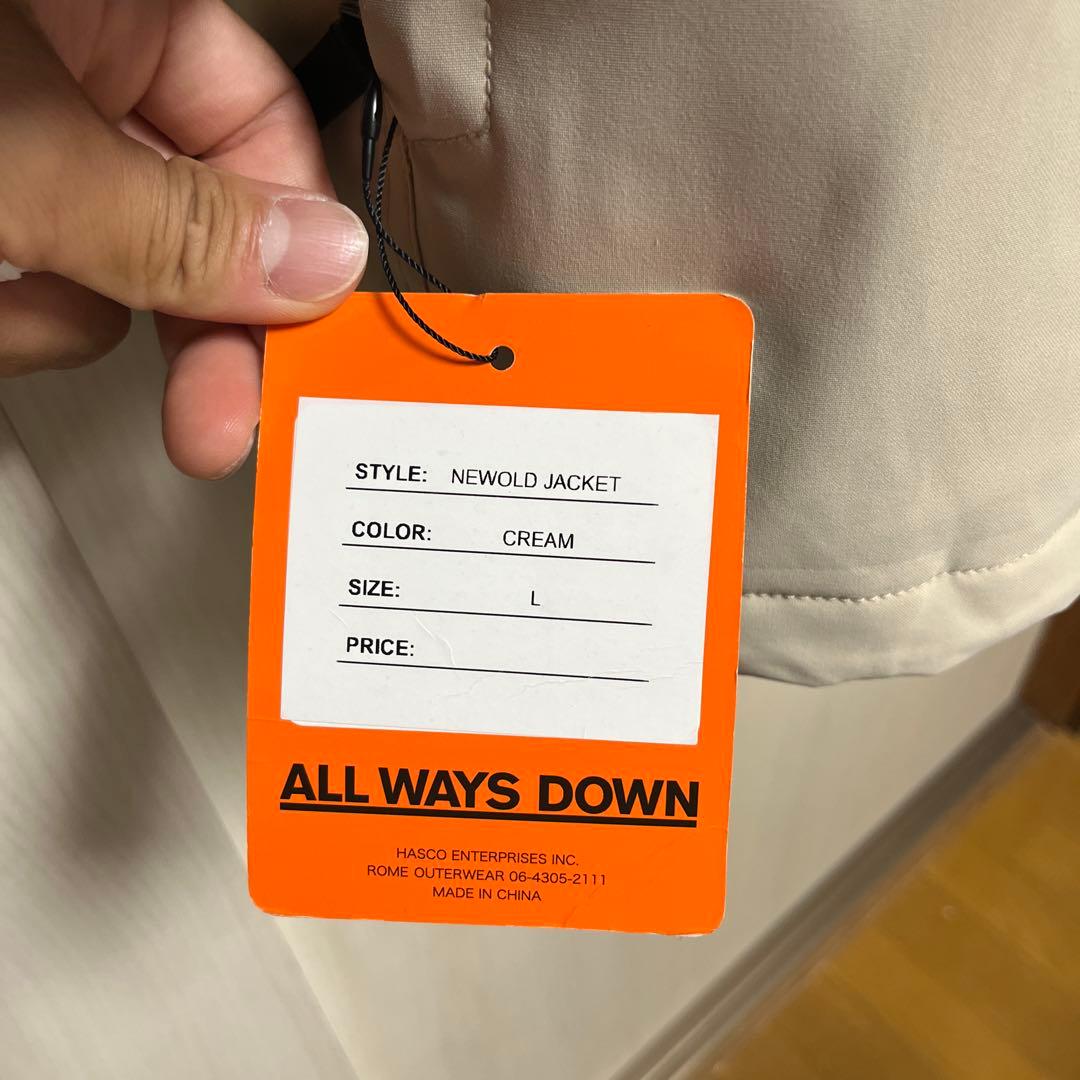 STYLE: NEWOLD JACKET
COLOR: CREAM
SIZE: L
PRICE:
ALL WAYS DOWN
HASCO ENTERPRISES INC.
ROME OUTERWEAR 06-4305-2111
MADE IN CHINA